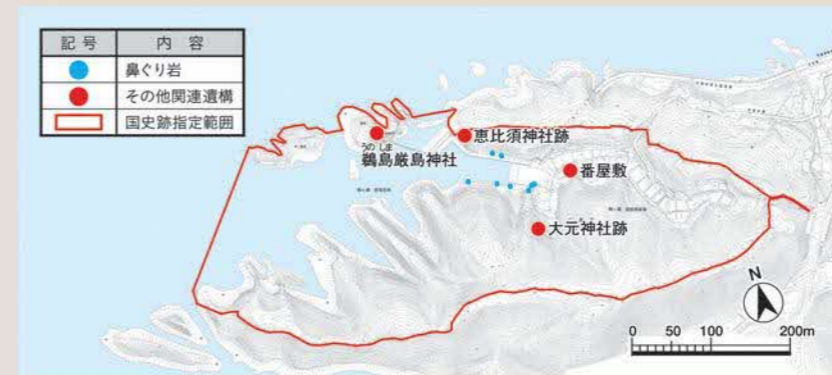 記号 内容
鼻ぐり岩
その他関連遺構
国史跡指定範囲
恵比須神社跡
うのしま
鵜島厳島神社
番屋敷
大元神社跡
N
0 50 100 200m